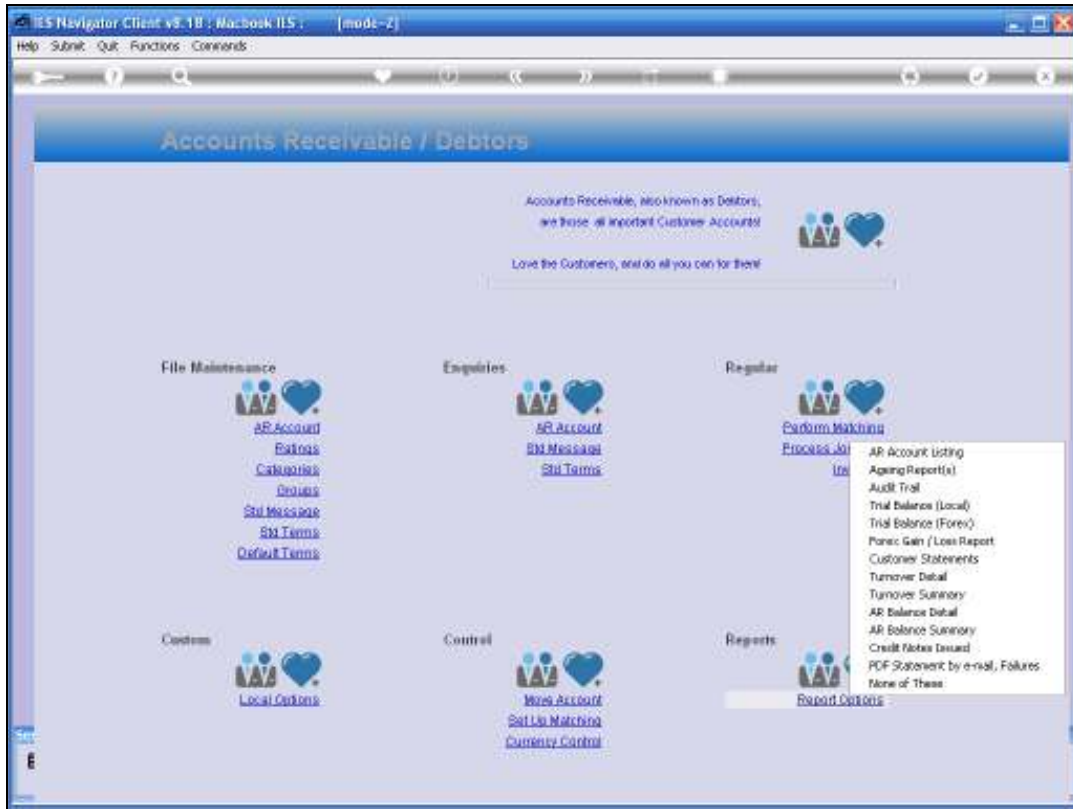 IES Navigator Client v8.18 : Macbook ILS : [mode-Z]
Help Submit Quit Functions Commands
Accounts Receivable / Debtors
Accounts Receivable, also known as Debtors,
are those all important Customer Accounts!
Love the Customers, and do all you can for them!
File Maintenance
AR Account
Ratings
Categories
Groups
Std Message
Std Terms
Default Terms
Enquiries
AR Account
Std Message
Std Terms
Regular
Perform Matching
Process Jo
AR Account Listing
Ageing Report(s)
Audit Trail
Trial Balance (Local)
Trial Balance (Forex)
Forex Gain / Loss Report
Customer Statements
Turnover Detail
Turnover Summary
AR Balance Detail
AR Balance Summary
Credit Notes Issued
PDF Statement by e-mail, Failures
None of These
Custom
Local Options
Control
Move Account
Set Up Matching
Currency Control
Reports
Report Options